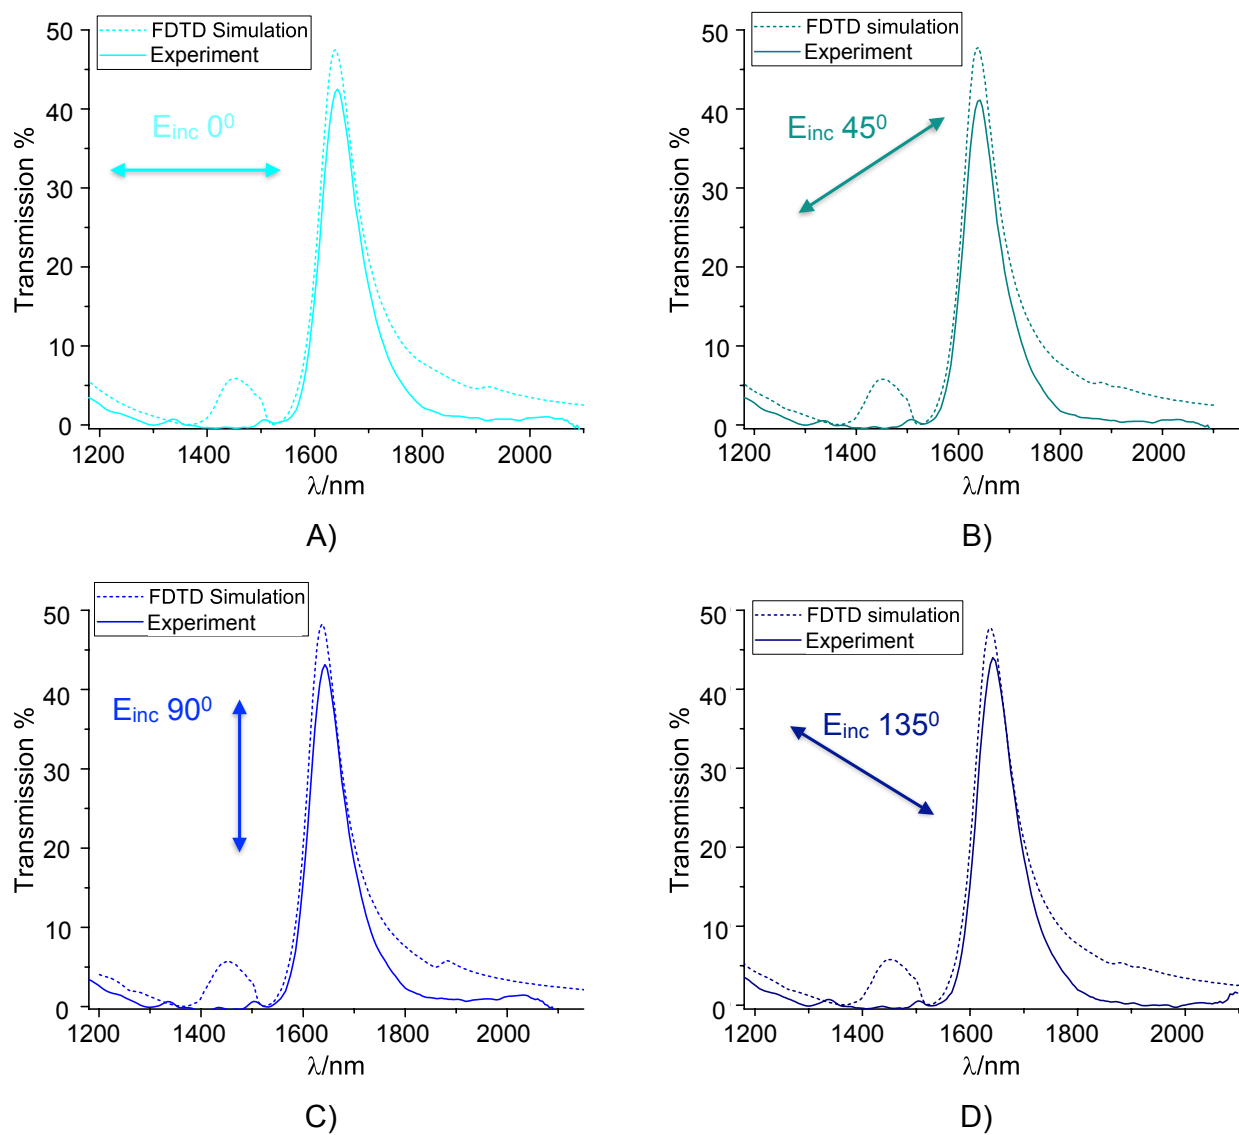 FDTD Simulation
Experiment
Einc 0⁰
Transmission %
50
40
30
20
10
0
1200 1400 1600 1800 2000
λ/nm
A)
FDTD simulation
Experiment
Einc 45⁰
Transmission %
50
40
30
20
10
0
1200 1400 1600 1800 2000
λ/nm
B)
FDTD Simulation
Experiment
Einc 90⁰
Transmission %
50
40
30
20
10
0
1200 1400 1600 1800 2000
λ/nm
C)
FDTD simulation
Experiment
Einc 135⁰
Transmission %
50
40
30
20
10
0
1200 1400 1600 1800 2000
λ/nm
D)